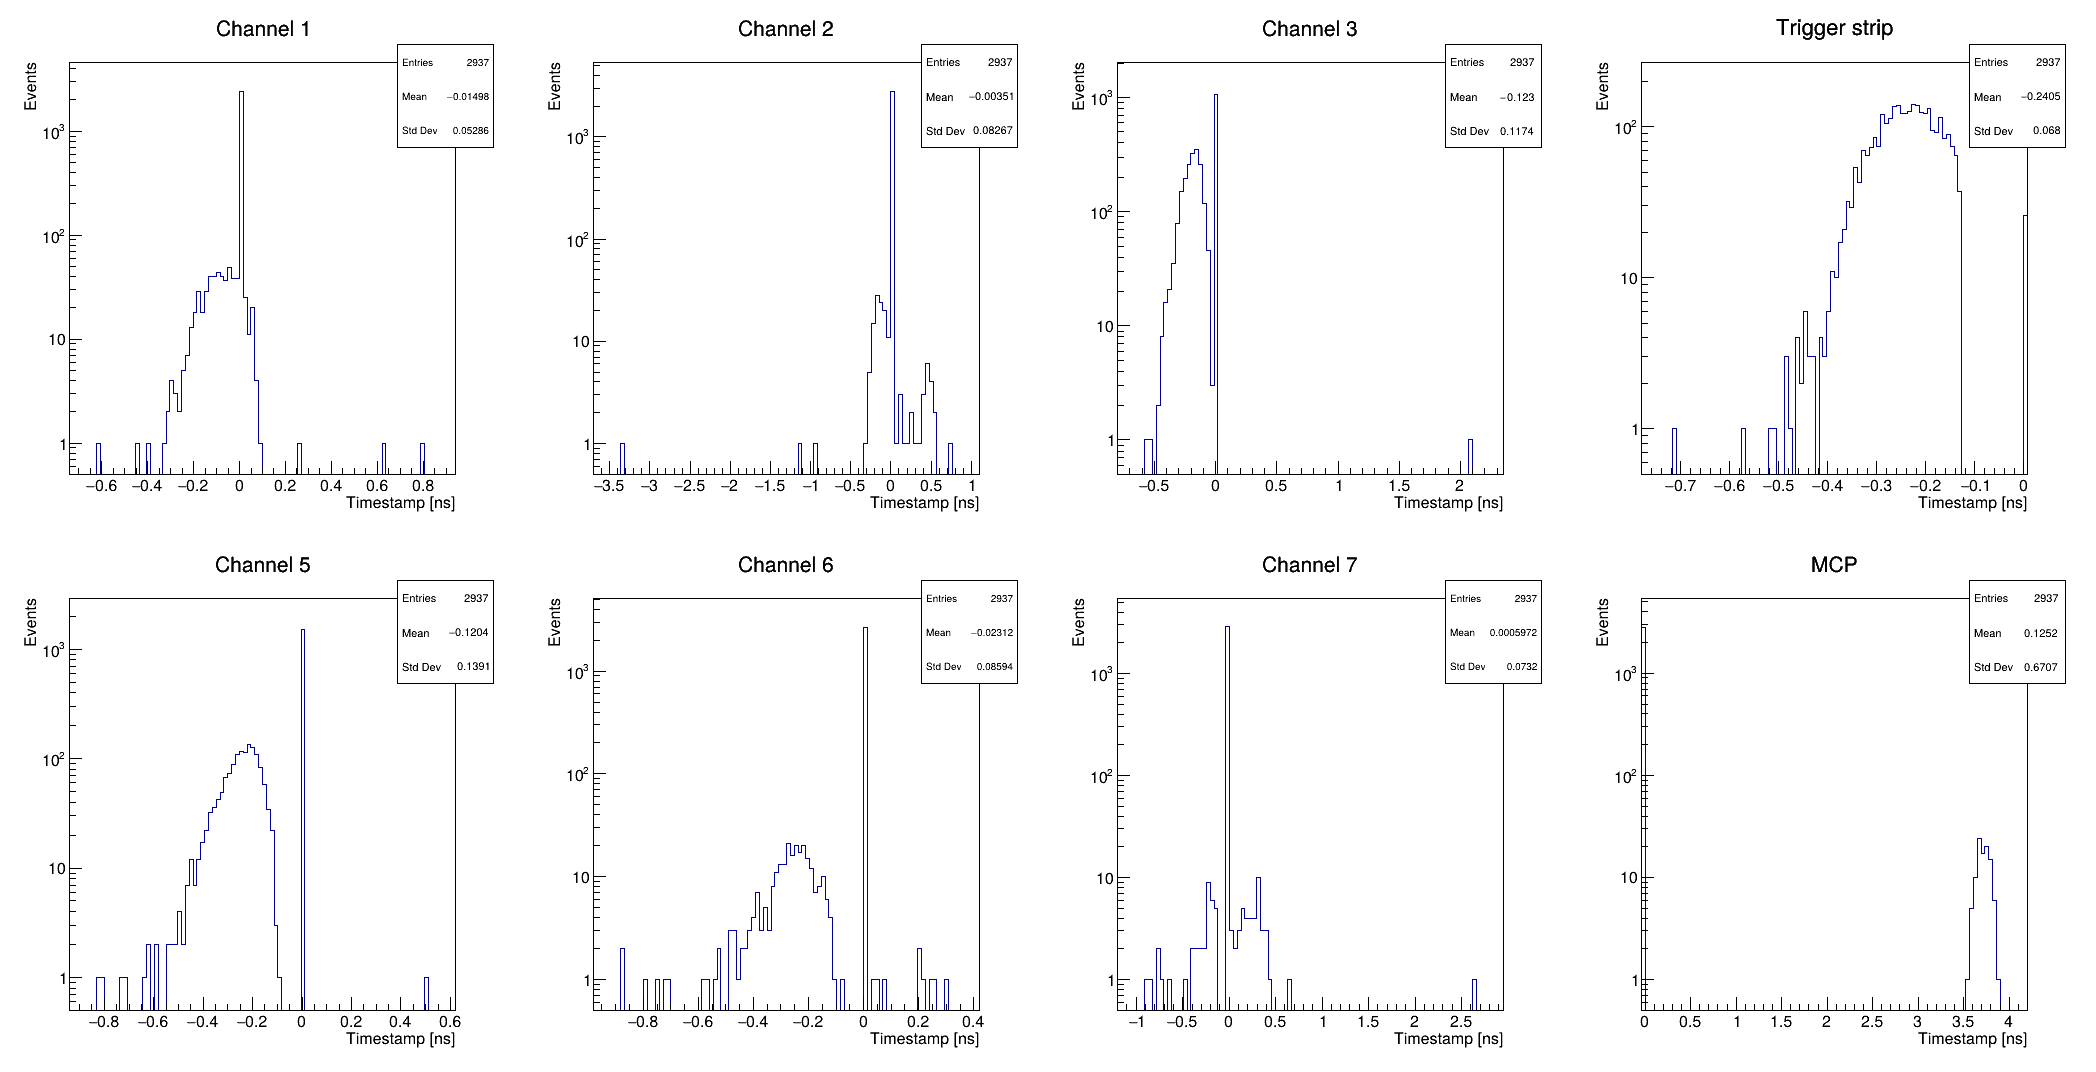 Channel 1
Events
Entries 2937
Mean −0.01498
Std Dev 0.05286
10³
10²
10
1
−0.6 −0.4 −0.2 0 0.2 0.4 0.6 0.8
Timestamp [ns]
Channel 2
Events
Entries 2937
Mean −0.00351
Std Dev 0.08267
10³
10²
10
1
−3.5 −3 −2.5 −2 −1.5 −1 −0.5 0 0.5 1
Timestamp [ns]
Channel 3
Events
Entries 2937
Mean −0.123
Std Dev 0.1174
10³
10²
10
1
−0.5 0 0.5 1 1.5 2
Timestamp [ns]
Trigger strip
Events
Entries 2937
Mean −0.2405
Std Dev 0.068
10²
10
1
−0.7 −0.6 −0.5 −0.4 −0.3 −0.2 −0.1 0
Timestamp [ns]
Channel 5
Events
Entries 2937
Mean −0.1204
Std Dev 0.1391
10³
10²
10
1
−0.8 −0.6 −0.4 −0.2 0 0.2 0.4 0.6
Timestamp [ns]
Channel 6
Events
Entries 2937
Mean −0.02312
Std Dev 0.08594
10³
10²
10
1
−0.8 −0.6 −0.4 −0.2 0 0.2 0.4
Timestamp [ns]
Channel 7
Events
Entries 2937
Mean 0.0005972
Std Dev 0.0732
10³
10²
10
1
−1 −0.5 0 0.5 1 1.5 2 2.5
Timestamp [ns]
MCP
Events
Entries 2937
Mean 0.1252
Std Dev 0.6707
10³
10²
10
1
0 0.5 1 1.5 2 2.5 3 3.5 4
Timestamp [ns]